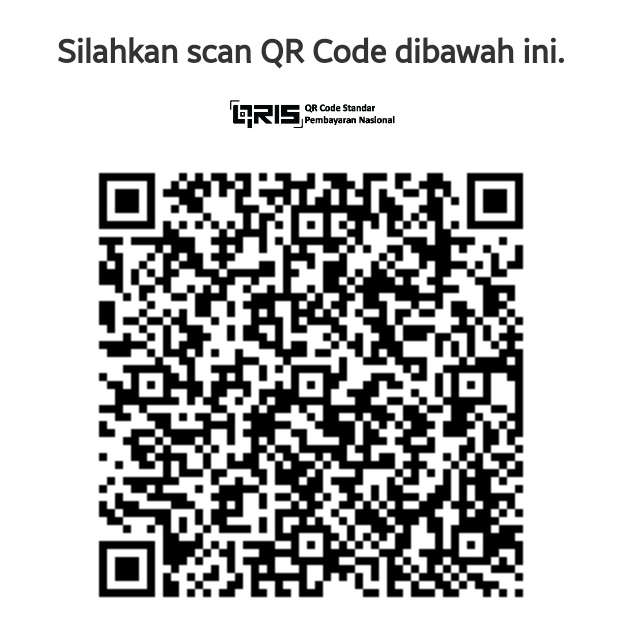 Silahkan scan QR Code dibawah ini.
QRIS
QR Code Standar
Pembayaran Nasional